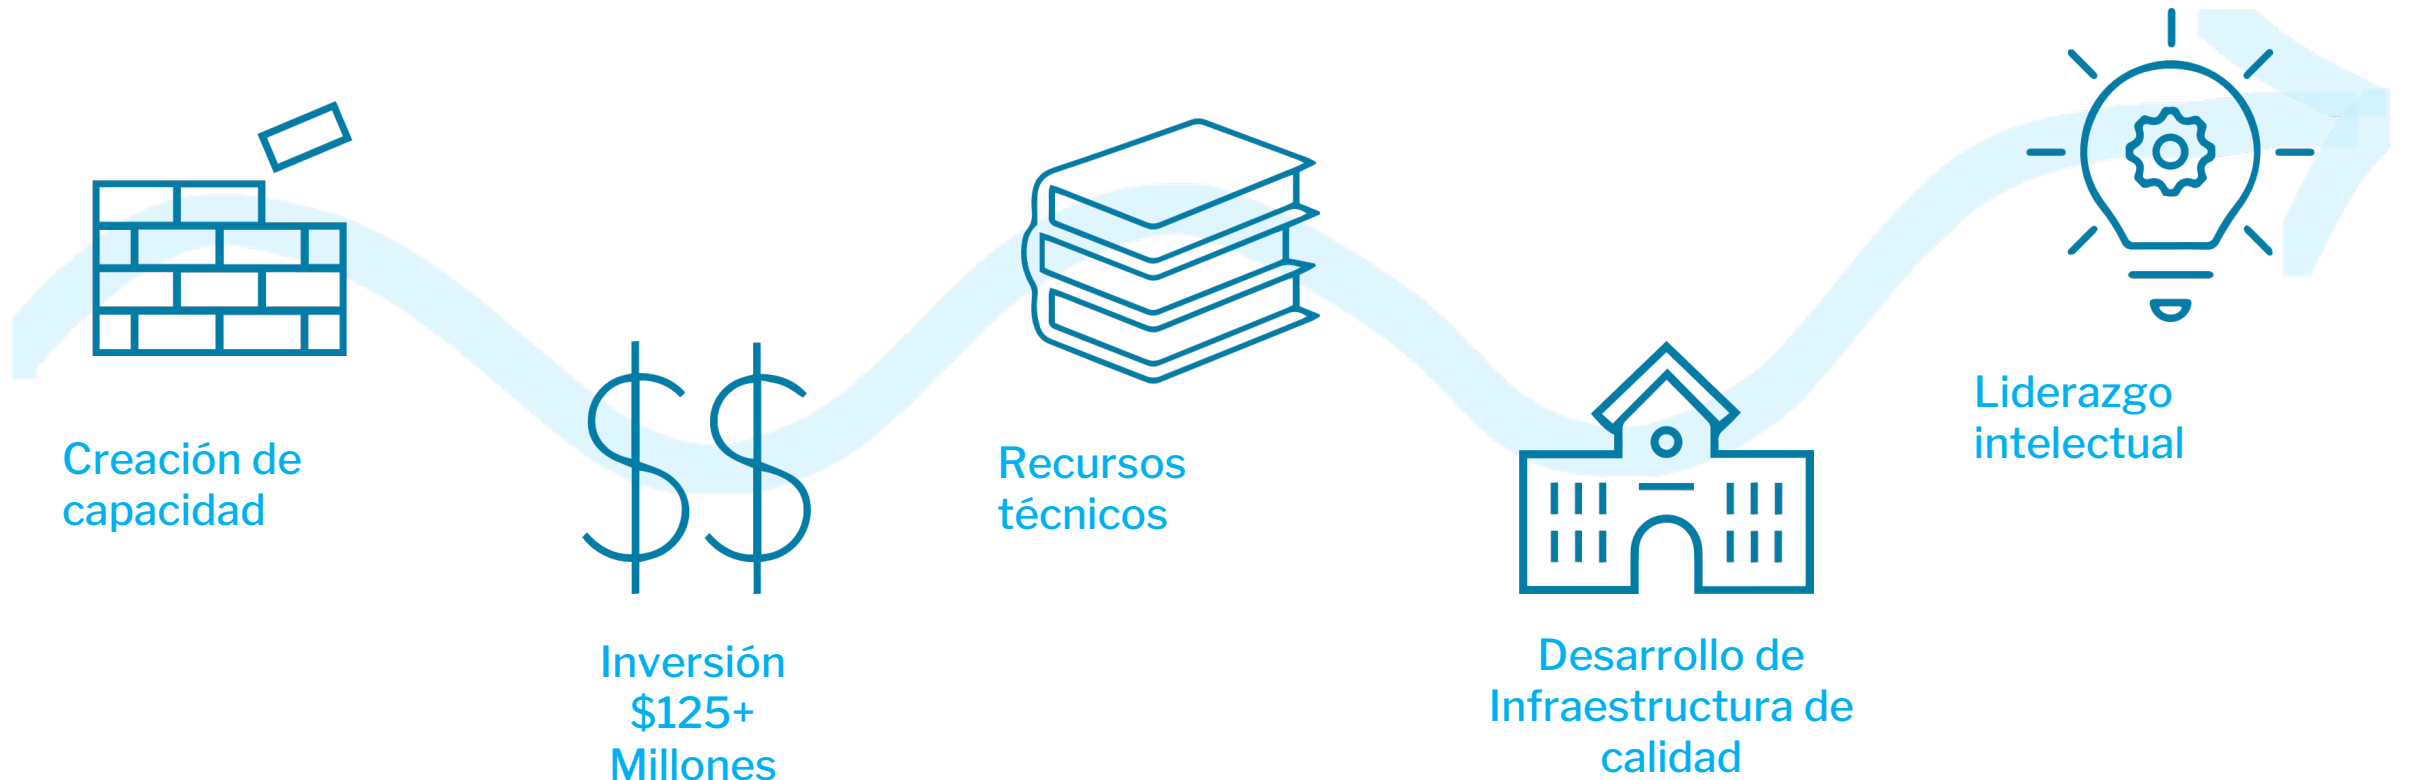 Creación de
capacidad
Inversión
$125+
Millones
Recursos
técnicos
Desarrollo de
Infraestructura de
calidad
Liderazgo
intelectual